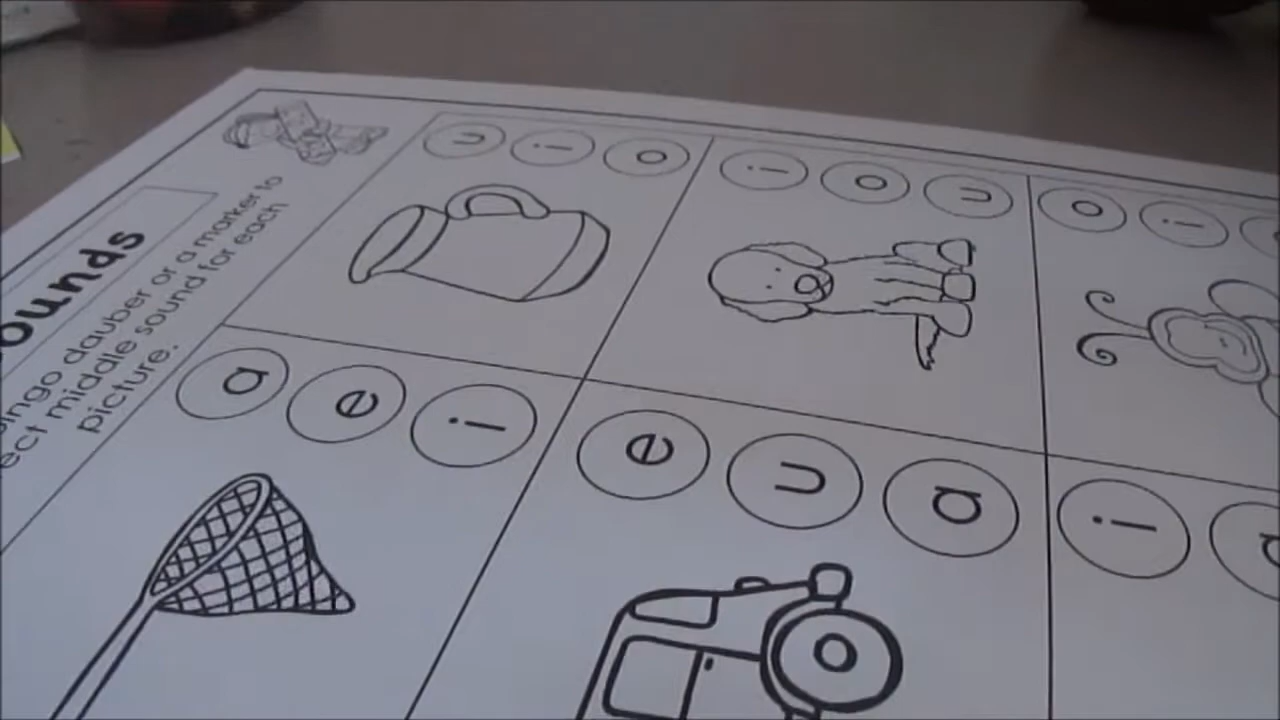 ounds
ingo dauber or a marker to
ect middle sound for each
picture.
a
e
i
u
i
o
e
u
a
i
o
u
i
a
o
i